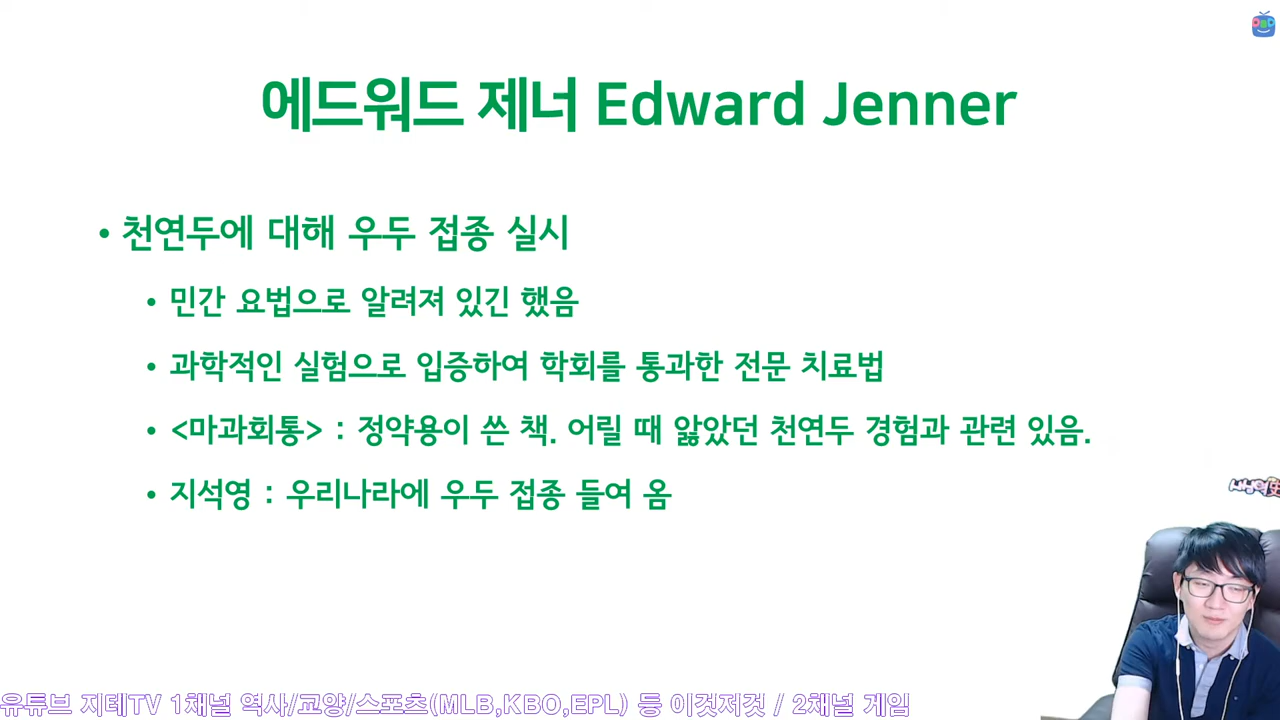 에드워드 제너 Edward Jenner
• 천연두에 대해 우두 접종 실시
• 민간 요법으로 알려져 있긴 했음
• 과학적인 실험으로 입증하여 학회를 통과한 전문 치료법
• <마과회통> : 정약용이 쓴 책. 어릴 때 앓았던 천연두 경험과 관련 있음.
• 지석영 : 우리나라에 우두 접종 들여 옴
유튜브 지테TV 1채널 역사/교양/스포츠(MLB,KBO,EPL) 등 이것저것 / 2채널 게임